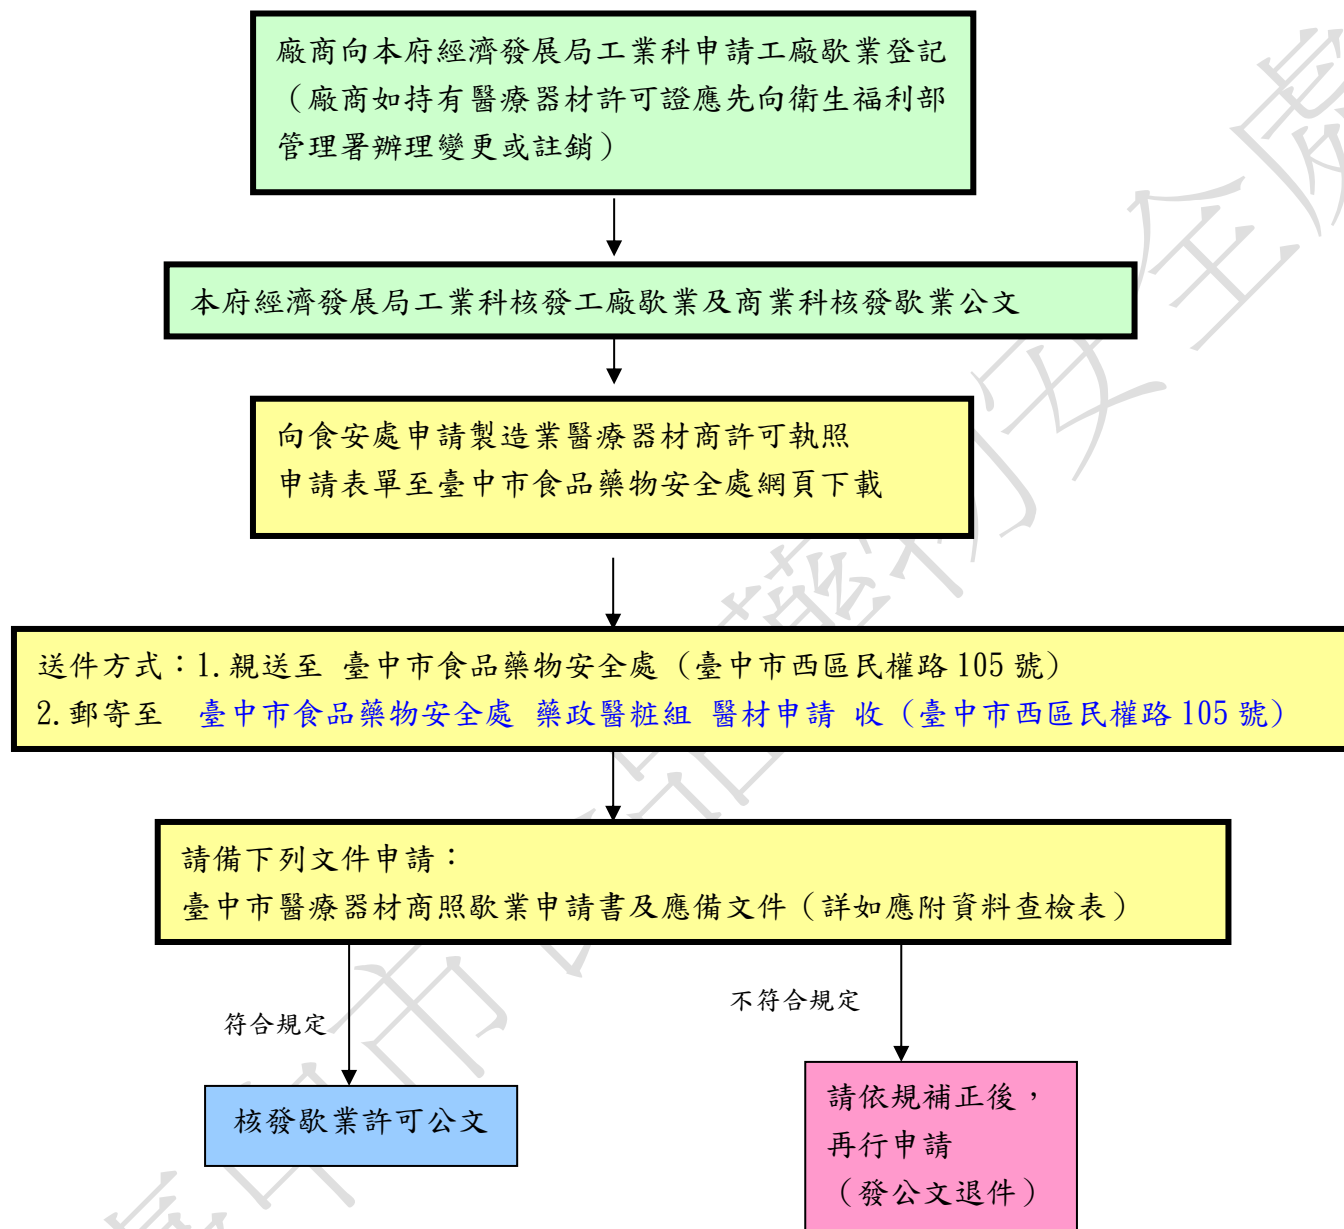 廠商向本府經濟發展局工業科申請工廠歇業登記
（廠商如持有醫療器材許可證應先向衛生福利部
管理署辦理變更或註銷）
本府經濟發展局工業科核發工廠歇業及商業科核發歇業公文
向食安處申請製造業醫療器材商許可執照
申請表單至臺中市食品藥物安全處網頁下載
送件方式：1.親送至 臺中市食品藥物安全處（臺中市西區民權路 105 號）
2.郵寄至 臺中市食品藥物安全處 藥政醫粧組 醫材申請 收（臺中市西區民權路 105 號）
請備下列文件申請：
臺中市醫療器材商照歇業申請書及應備文件（詳如應附資料查檢表）
符合規定
不符合規定
核發歇業許可公文
請依規補正後，
再行申請
（發公文退件）
臺中市食品藥物安全處